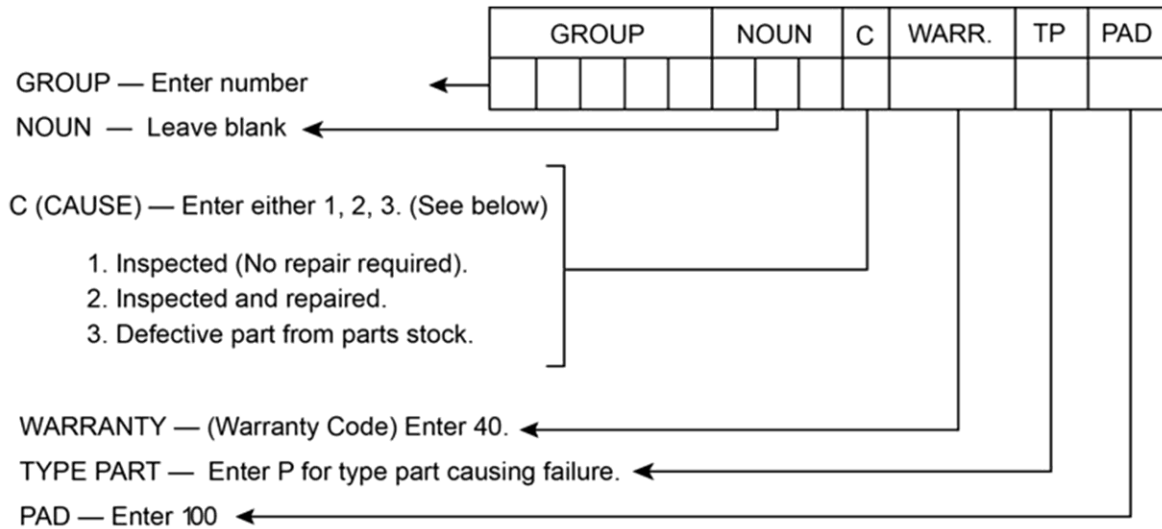 GROUP NOUN C WARR. TP PAD
GROUP — Enter number
NOUN — Leave blank
C (CAUSE) — Enter either 1, 2, 3. (See below)
1. Inspected (No repair required).
2. Inspected and repaired.
3. Defective part from parts stock.
WARRANTY — (Warranty Code) Enter 40.
TYPE PART — Enter P for type part causing failure.
PAD — Enter 100